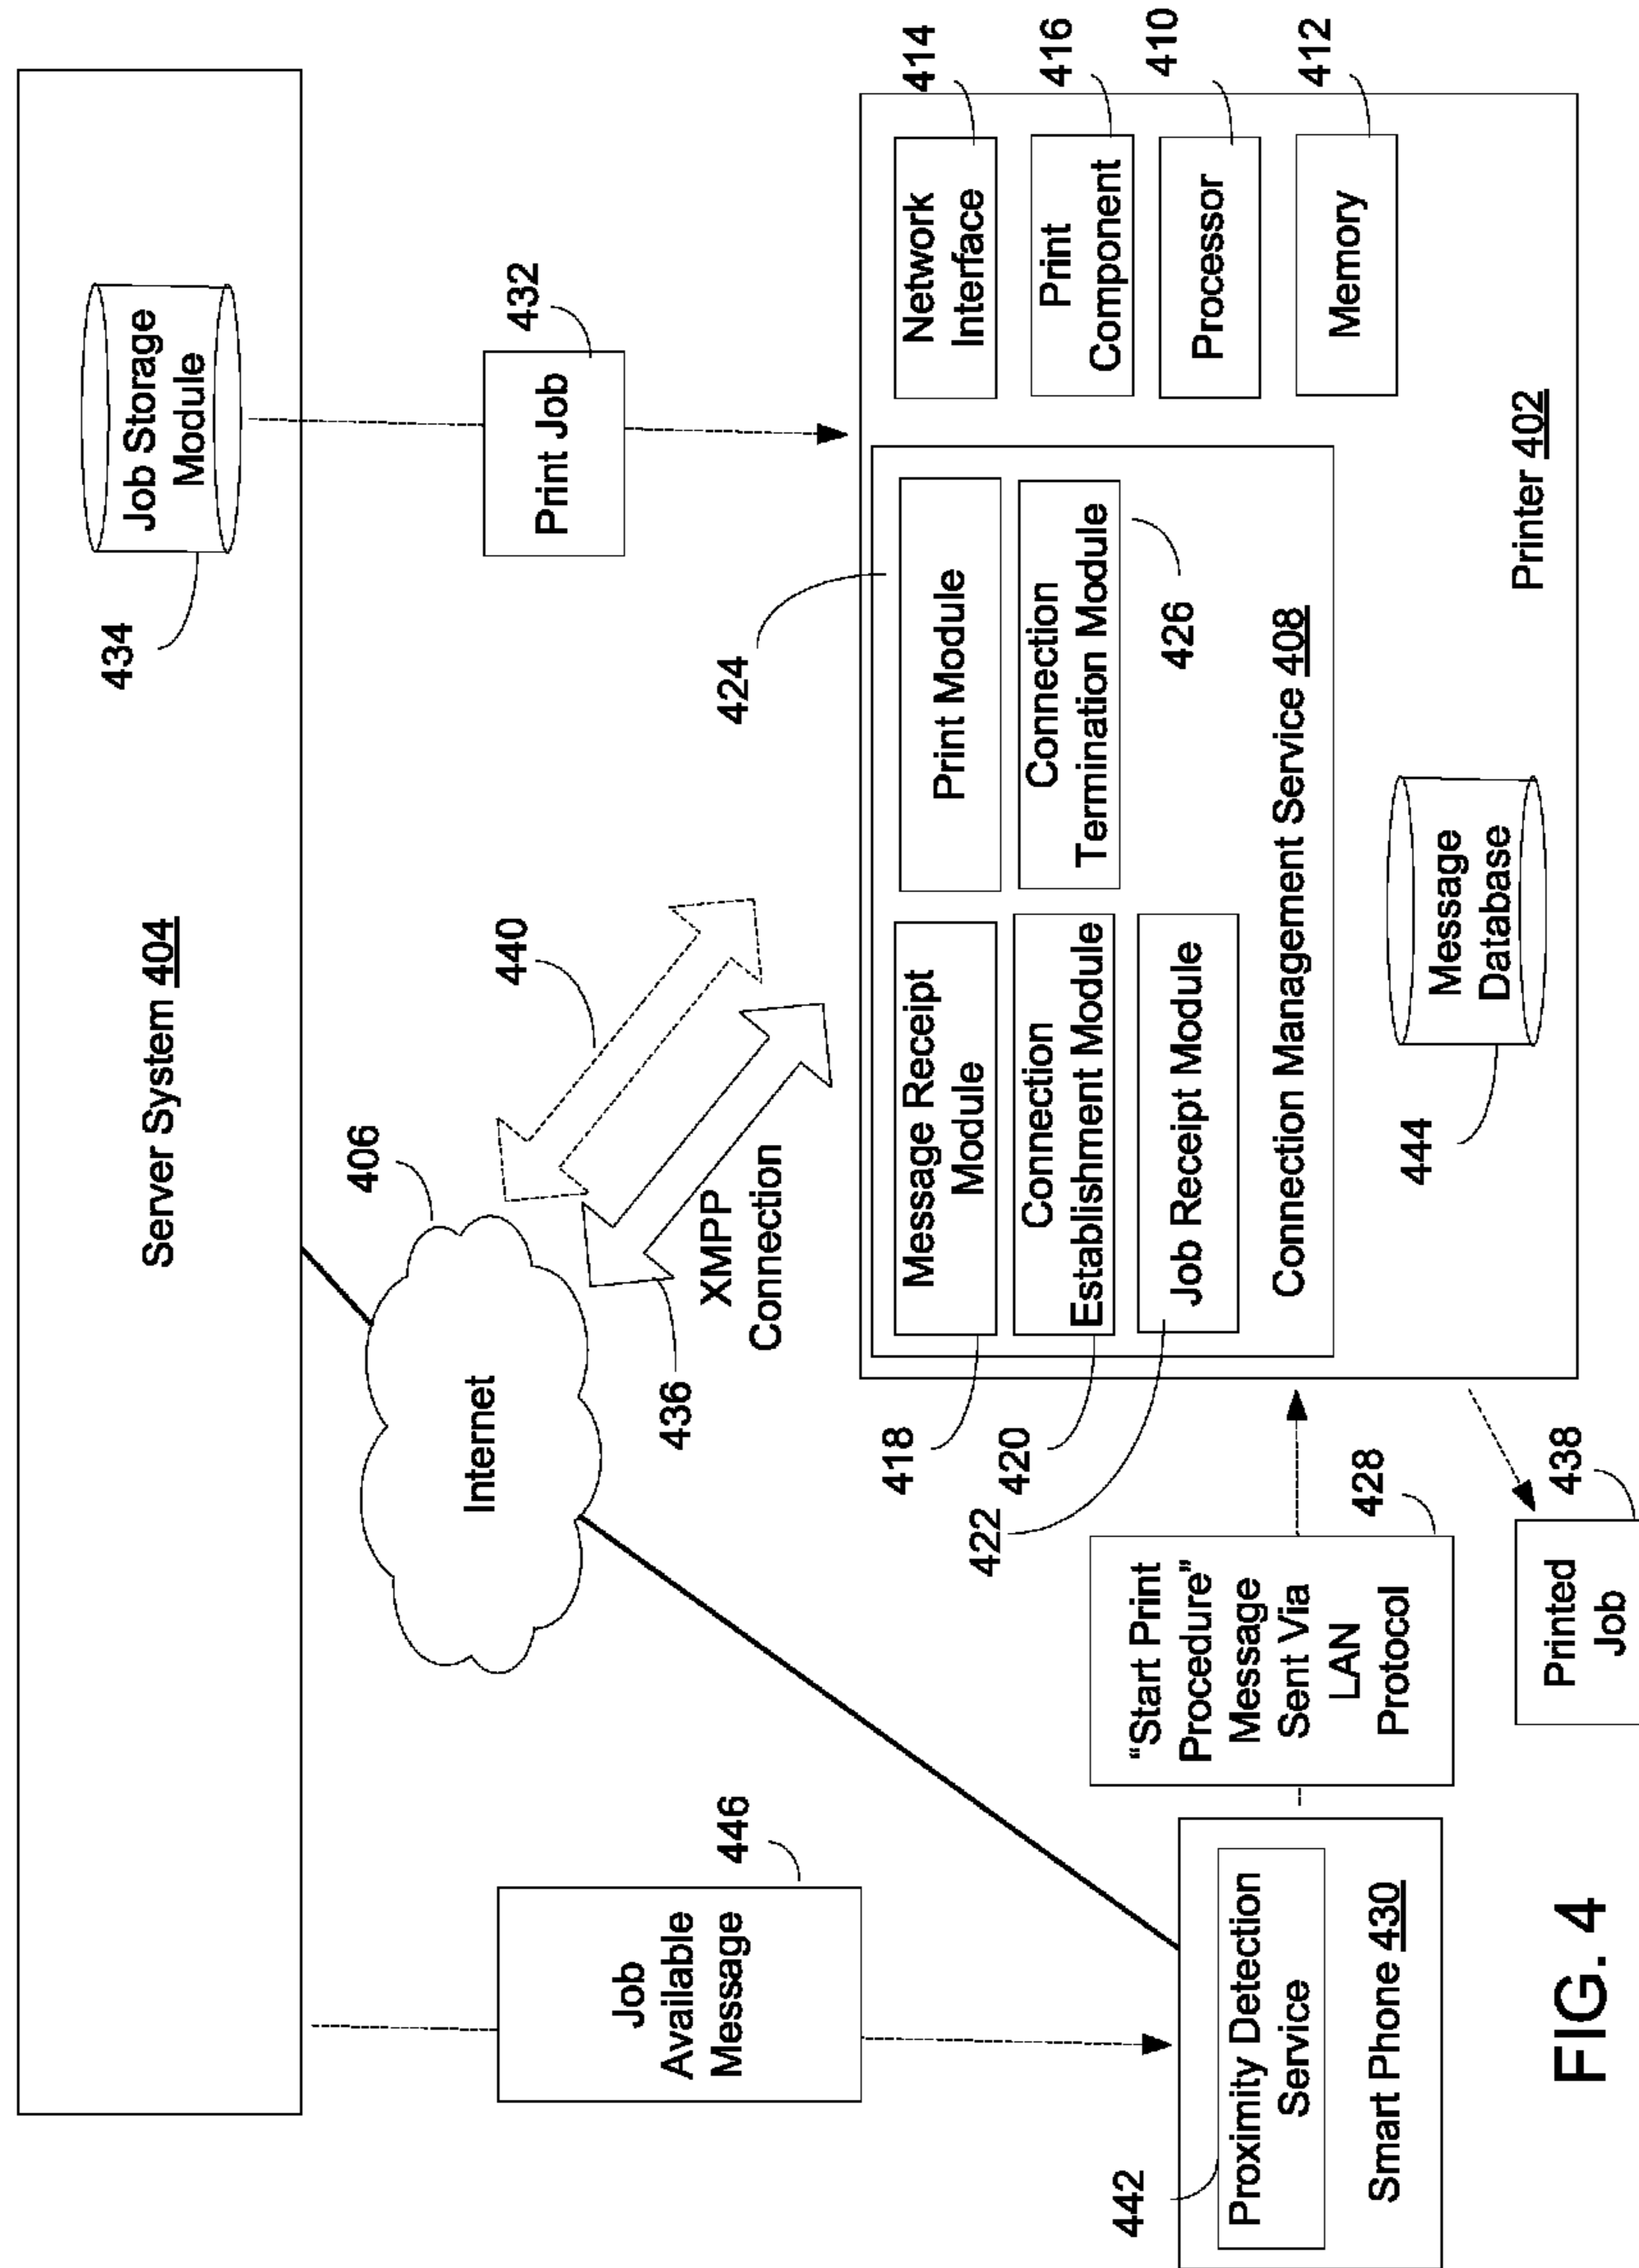 Server System 404
434
Job Storage
Module
446
Job
Available
Message
406
Internet
440
432
Print Job
436
XMPP
Connection
424
418
420
422
Message Receipt
Module
Connection
Establishment Module
Job Receipt Module
Print Module
Connection
Termination Module
426
Connection Management Service 408
Network
Interface
414
Print
Component
416
Processor
410
Memory
412
444
Message
Database
Printer 402
442
Proximity Detection
Service
Smart Phone 430
“Start Print
Procedure”
Message
Sent Via
LAN
Protocol
428
Printed
Job
438
FIG. 4